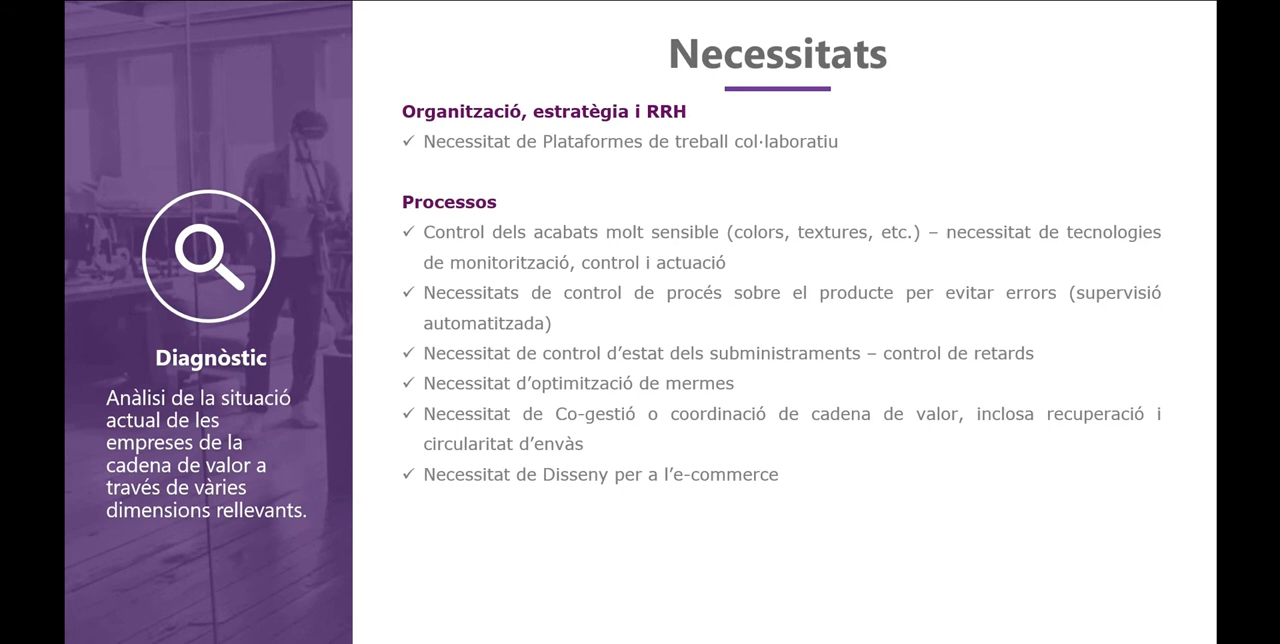 Necessitats
Organització, estratègia i RRH
✓ Necessitat de Plataformes de treball col·laboratiu
Processos
✓ Control dels acabats molt sensible (colors, textures, etc.) – necessitat de tecnologies
de monitorització, control i actuació
✓ Necessitats de control de procés sobre el producte per evitar errors (supervisió
automatitzada)
✓ Necessitat de control d’estat dels subministraments – control de retards
✓ Necessitat d’optimització de mermes
✓ Necessitat de Co-gestió o coordinació de cadena de valor, inclosa recuperació i
circularitat d’envàs
✓ Necessitat de Disseny per a l’e-commerce
Diagnòstic
Anàlisi de la situació
actual de les
empreses de la
cadena de valor a
través de vàries
dimensions rellevants.